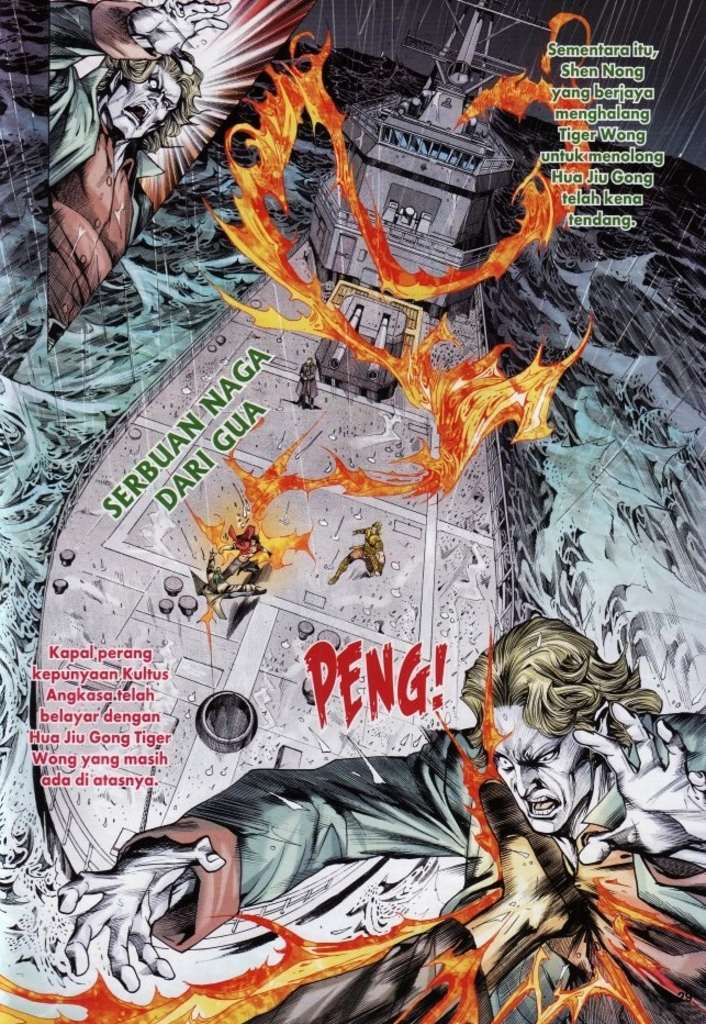 Sementara itu,
Shen Nong
yang berjaya
menghalang
Tiger Wong
untuk menolong
Hua Jiu Gong
telah kena
tendang.
SERBUAN NAGA
DARI GUA
Kapal perang
kepunyaan Kultus
Angkasa telah
belayar dengan
Hua Jiu Gong Tiger
Wong yang masih
ada di atasnya.
PENG!
29